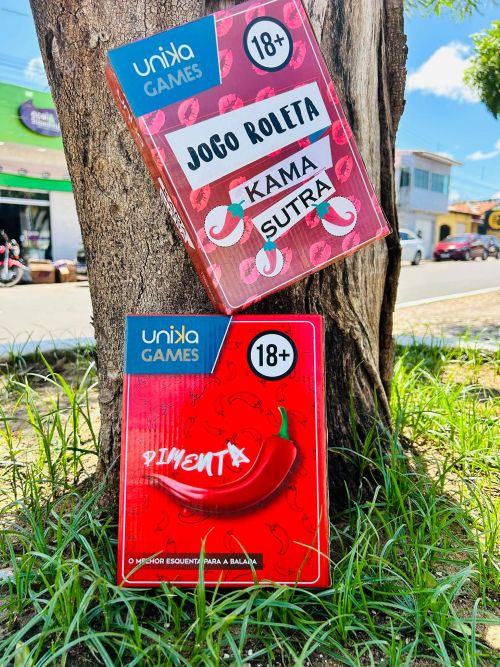 unika
GAMES
18+
JOGO ROLETA
KAMA
SUTRA
unika
GAMES
18+
PIMENTA
O MELHOR ESQUENTA PARA A BALADA